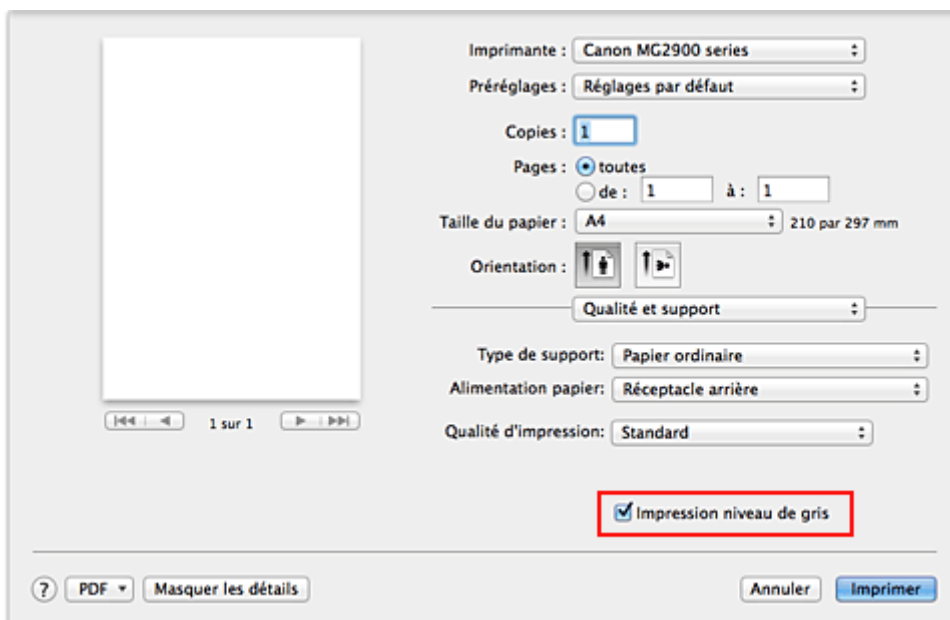 Imprimante : Canon MG2900 series
Préréglages : Réglages par défaut
Copies : 1
Pages : toutes
de : 1 à : 1
Taille du papier : A4 210 par 297 mm
Orientation :
Qualité et support
Type de support: Papier ordinaire
Alimentation papier: Réceptacle arrière
1 sur 1
Qualité d'impression: Standard
Impression niveau de gris
? PDF Masquer les détails Annuler Imprimer